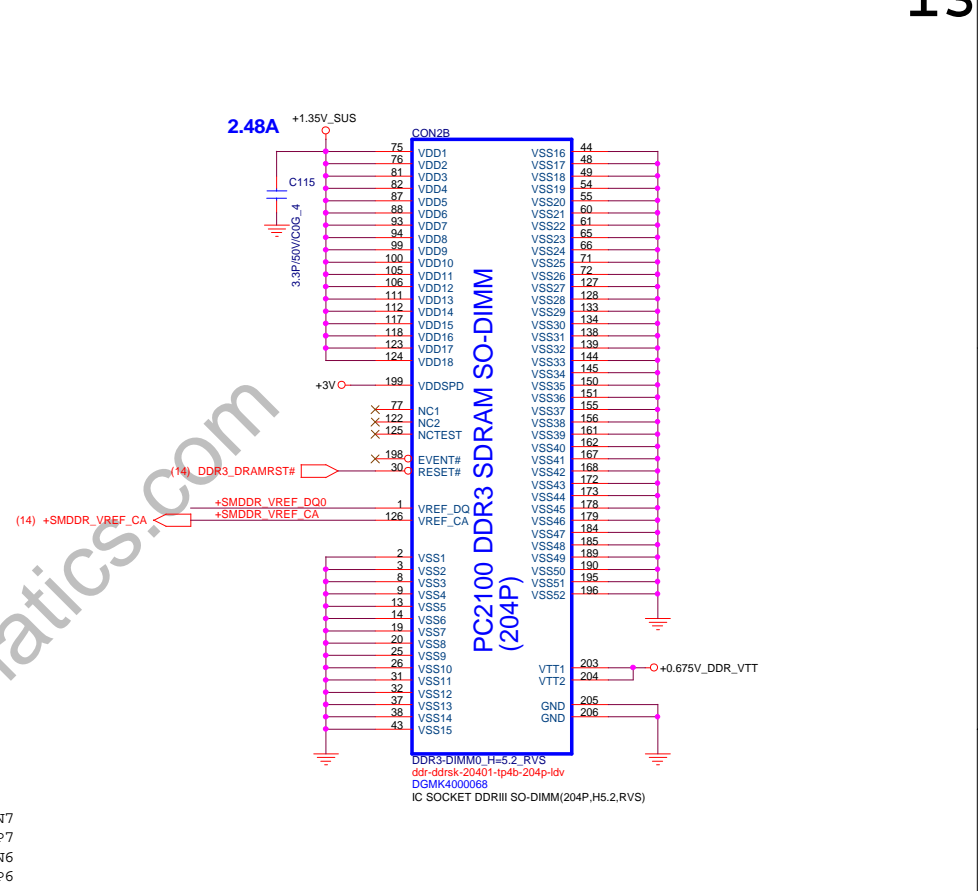 13
2.48A
+1.35V_SUS
CON2B
C115
3.3P/50V/C0G_4
75 VDD1
76 VDD2
81 VDD3
82 VDD4
87 VDD5
88 VDD6
93 VDD7
94 VDD8
99 VDD9
100 VDD10
105 VDD11
106 VDD12
111 VDD13
112 VDD14
117 VDD15
118 VDD16
123 VDD17
124 VDD18
+3V 199 VDDSPD
77 NC1
122 NC2
125 NCTEST
198 EVENT#
(14) DDR3_DRAMRST# 30 RESET#
+SMDDR_VREF_DQ0 1 VREF_DQ
(14) +SMDDR_VREF_CA +SMDDR_VREF_CA 126 VREF_CA
2 VSS1
3 VSS2
8 VSS3
9 VSS4
13 VSS5
14 VSS6
19 VSS7
20 VSS8
25 VSS9
26 VSS10
31 VSS11
32 VSS12
37 VSS13
38 VSS14
43 VSS15
PC2100 DDR3 SDRAM SO-DIMM
(204P)
VSS16 44
VSS17 48
VSS18 49
VSS19 54
VSS20 55
VSS21 60
VSS22 61
VSS23 65
VSS24 66
VSS25 71
VSS26 72
VSS27 127
VSS28 128
VSS29 133
VSS30 134
VSS31 138
VSS32 139
VSS33 144
VSS34 145
VSS35 150
VSS36 151
VSS37 155
VSS38 156
VSS39 161
VSS40 162
VSS41 167
VSS42 168
VSS43 172
VSS44 173
VSS45 178
VSS46 179
VSS47 184
VSS48 185
VSS49 189
VSS50 190
VSS51 195
VSS52 196
VTT1 203 +0.675V_DDR_VTT
VTT2 204
GND 205
GND 206
DDR3-DIMM0_H=5.2_RVS
ddr-ddrsk-20401-tp4b-204p-ldv
DGMK4000068
IC SOCKET DDRIII SO-DIMM(204P,H5.2,RVS)
atics.com